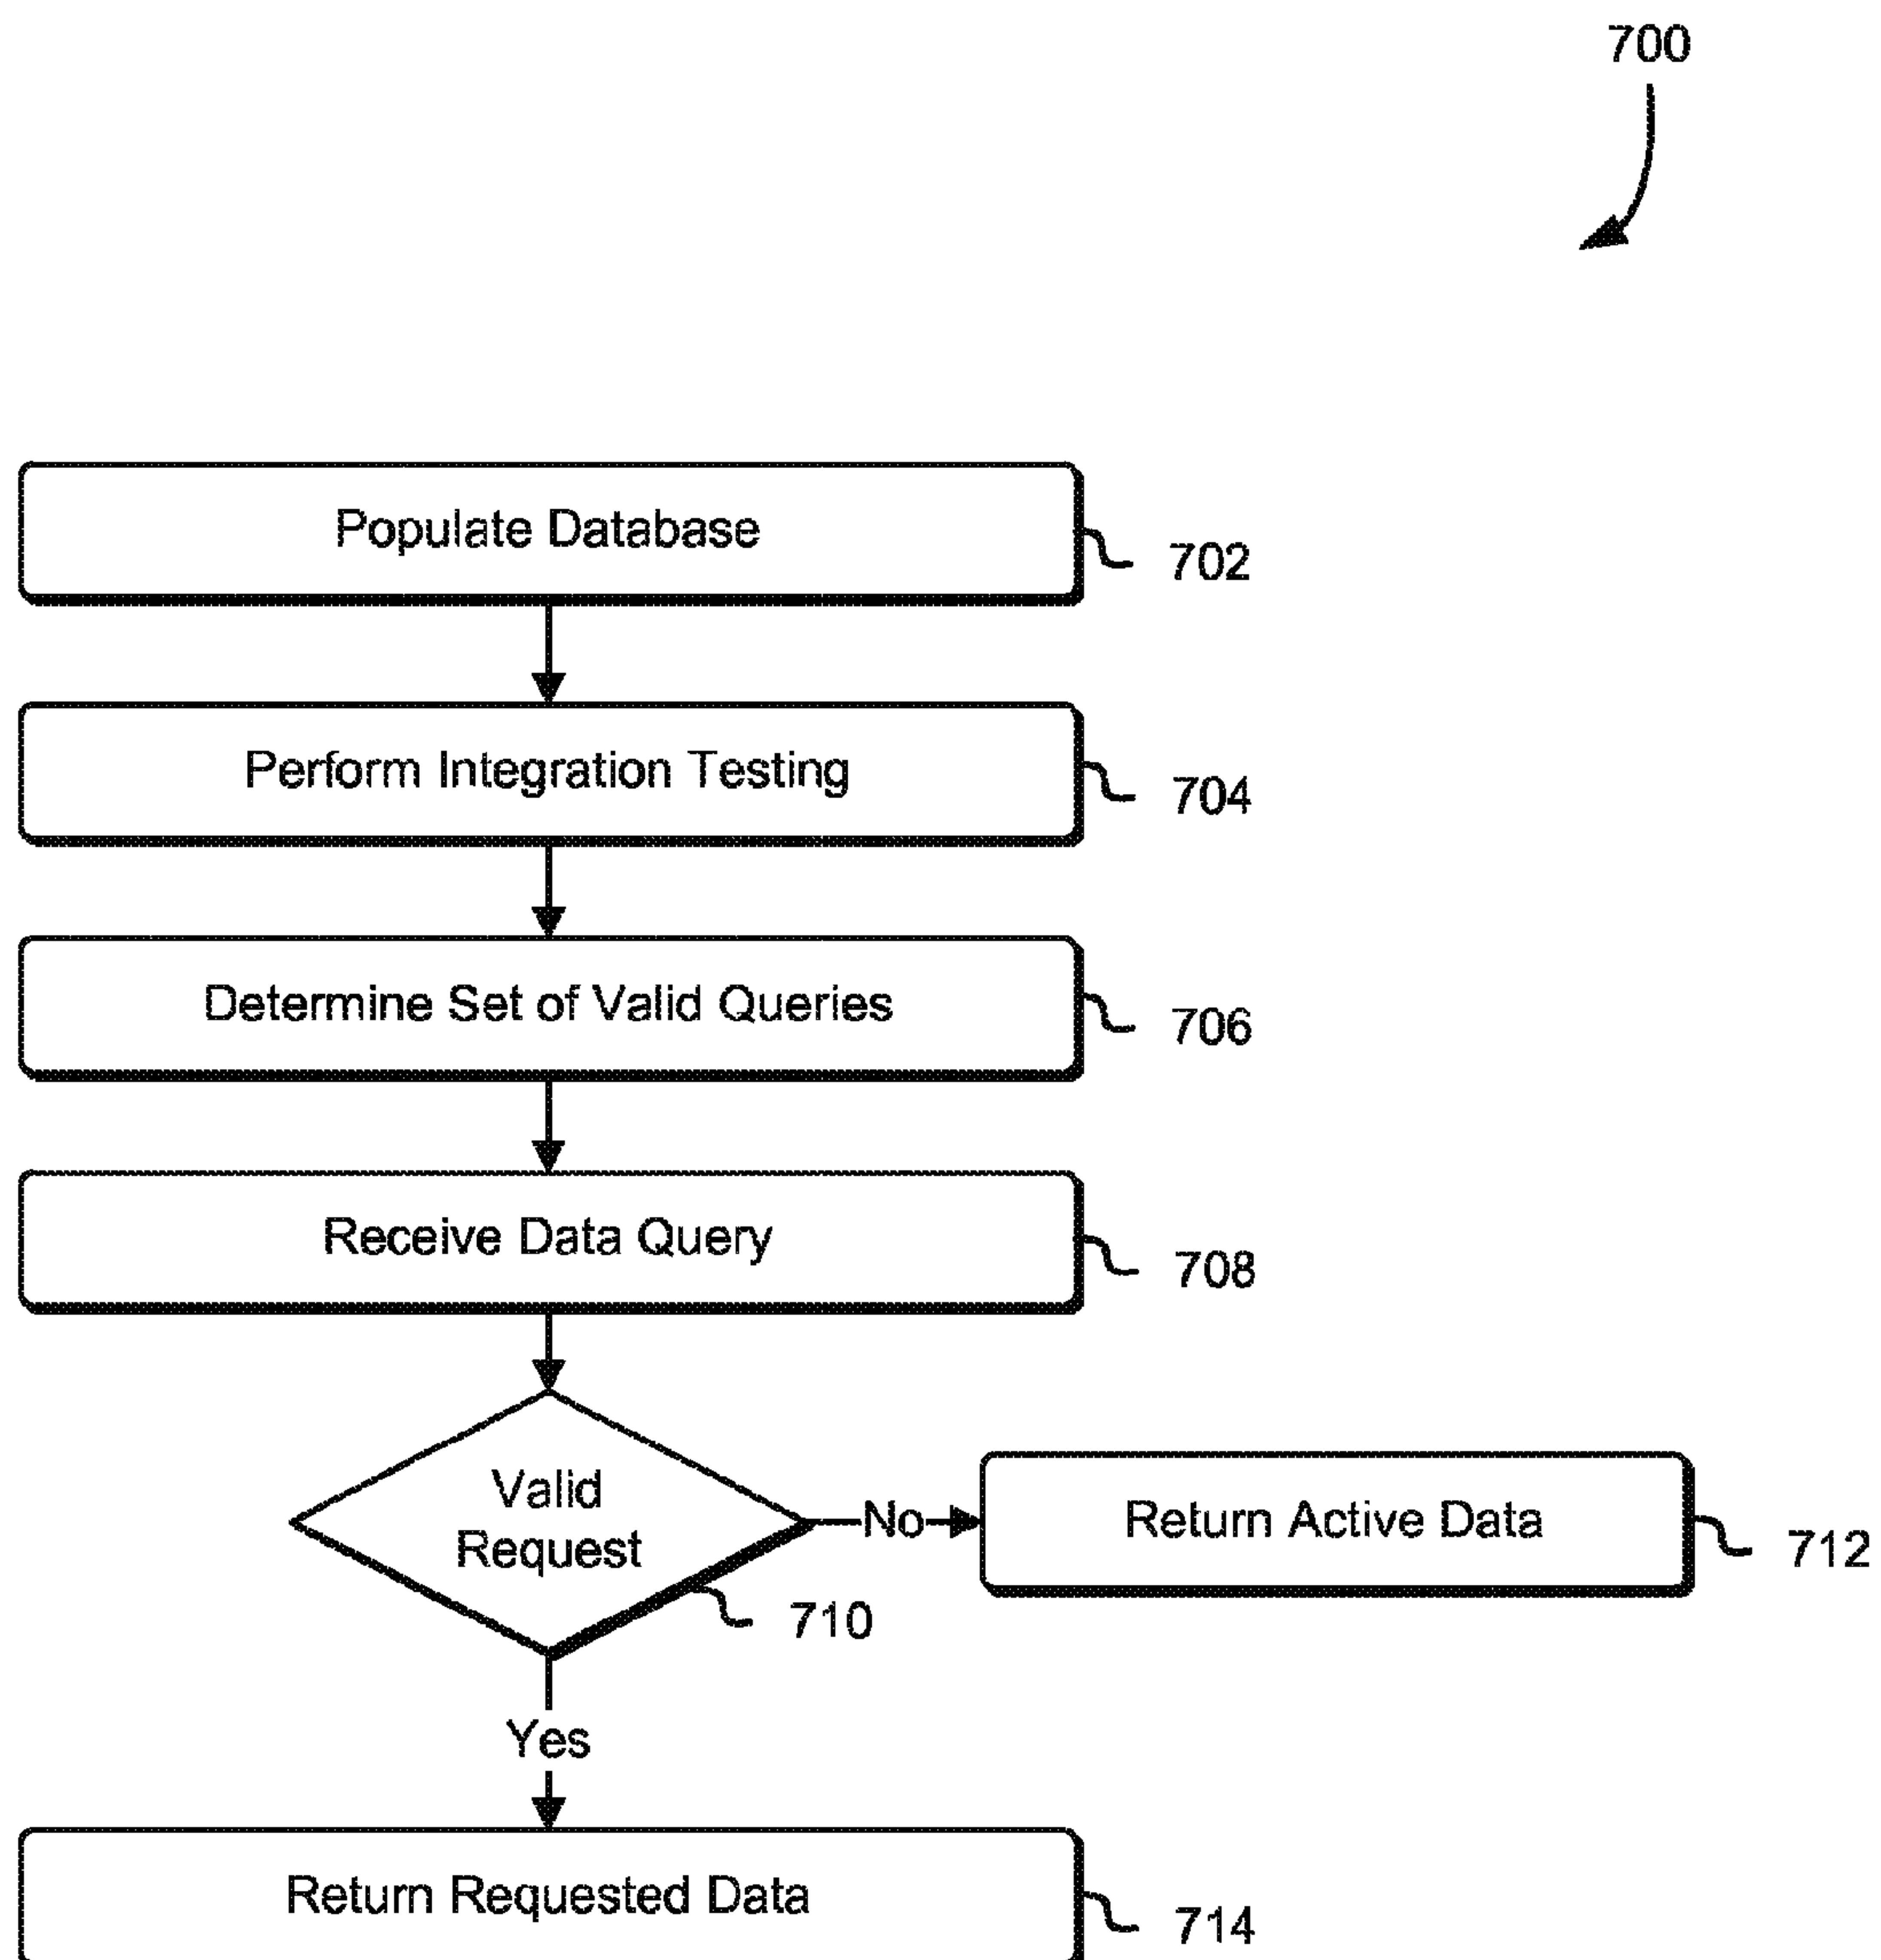 700
Populate Database
702
Perform Integration Testing
704
Determine Set of Valid Queries
706
Receive Data Query
708
Valid
Request
No
Return Active Data
712
710
Yes
Return Requested Data
714